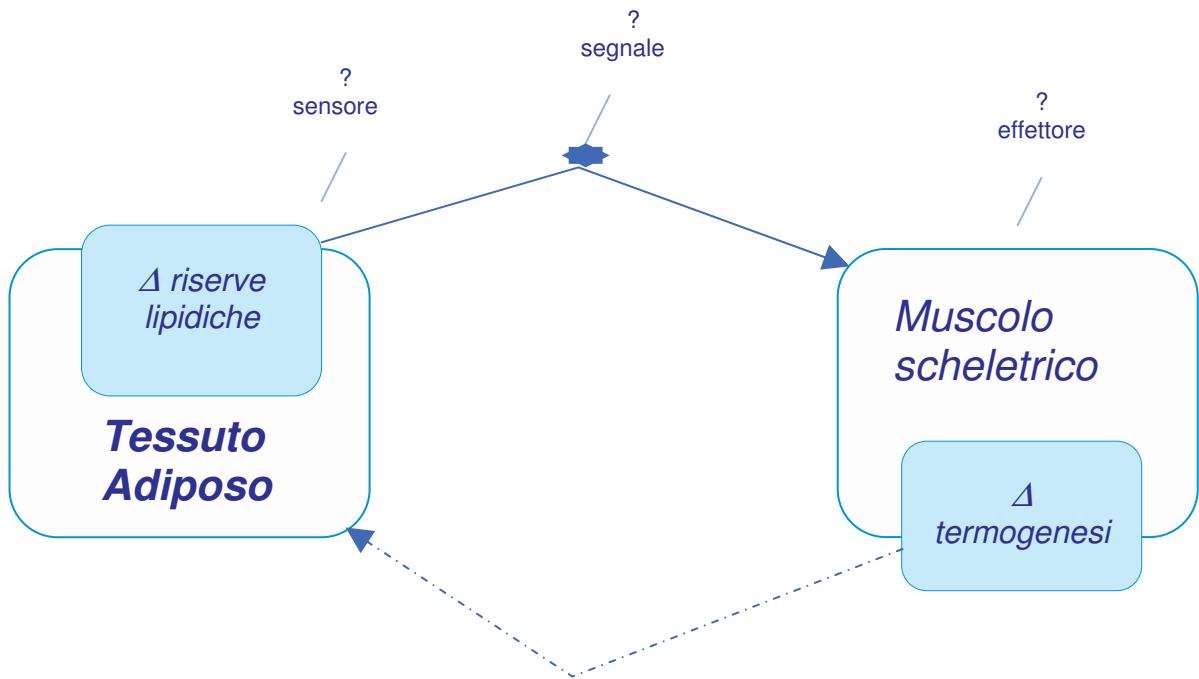 ?
segnale
?
sensore
?
effettore
Δ riserve
lipidiche
Tessuto
Adiposo
Muscolo
scheletrico
Δ
termogenesi